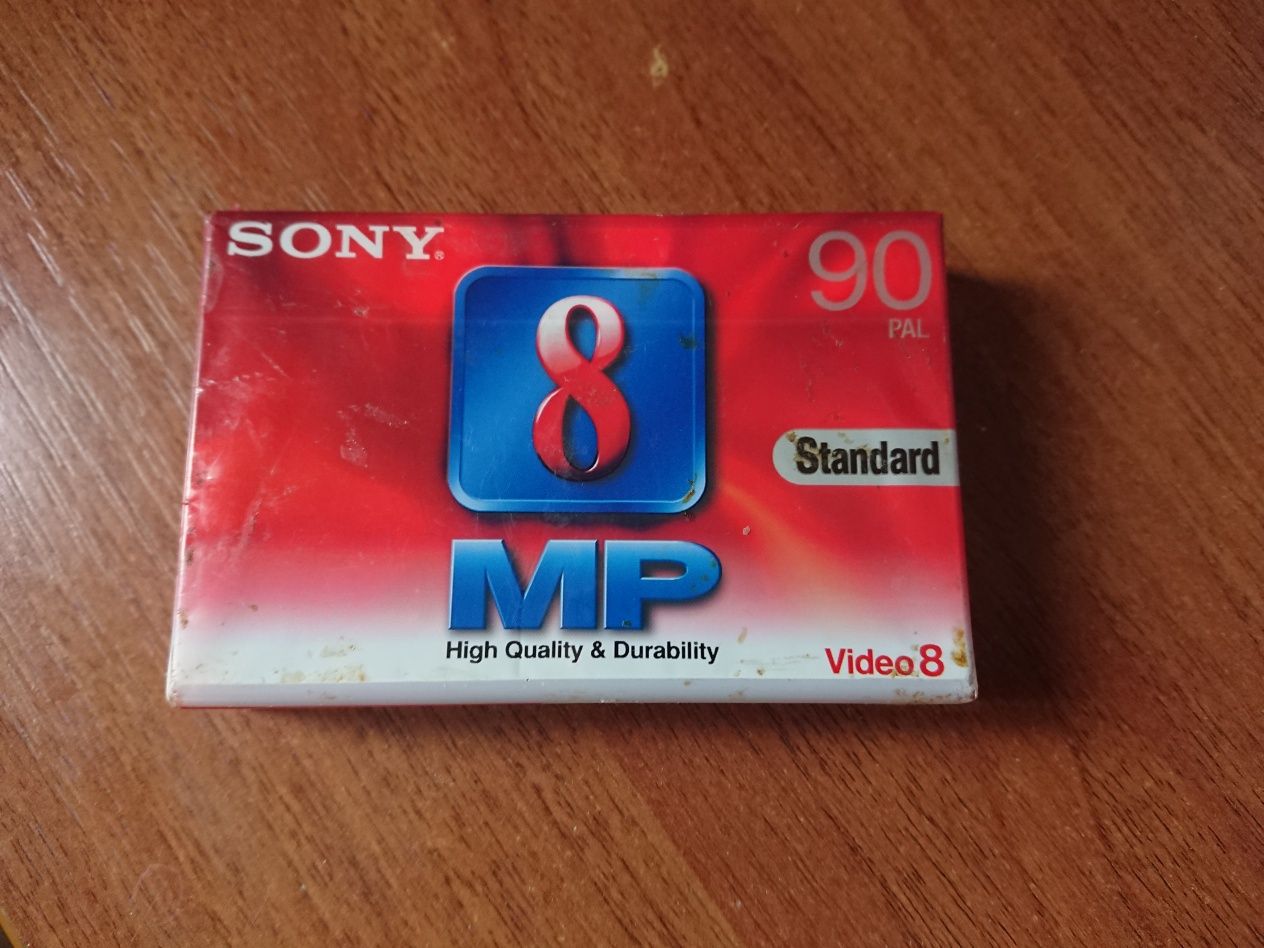 SONY®
90
PAL
8
Standard
MP
High Quality & Durability
Video 8